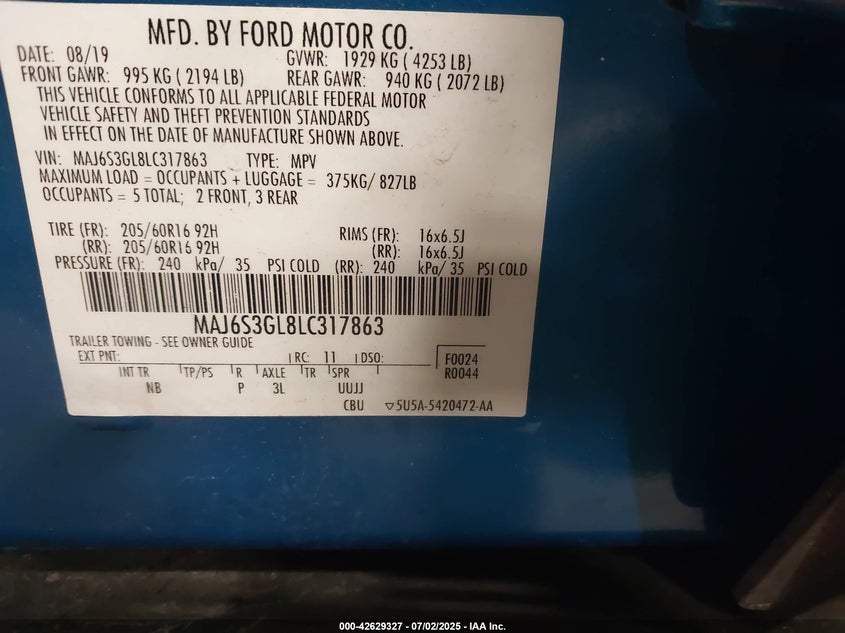 MFD. BY FORD MOTOR CO.
DATE: 08/19 GVWR: 1929 KG ( 4253 LB)
FRONT GAWR: 995 KG ( 2194 LB) REAR GAWR: 940 KG ( 2072 LB)
THIS VEHICLE CONFORMS TO ALL APPLICABLE FEDERAL MOTOR
VEHICLE SAFETY AND THEFT PREVENTION STANDARDS
IN EFFECT ON THE DATE OF MANUFACTURE SHOWN ABOVE.
VIN: MAJ6S3GL8LC317863 TYPE: MPV
MAXIMUM LOAD = OCCUPANTS + LUGGAGE = 375KG/ 827LB
OCCUPANTS = 5 TOTAL; 2 FRONT, 3 REAR
TIRE (FR): 205/60R16 92H RIMS (FR): 16x6.5J
(RR): 205/60R16 92H (RR): 16x6.5J
PRESSURE (FR): 240 kPa/ 35 PSI COLD (RR): 240 kPa/ 35 PSI COLD
MAJ6S3GL8LC317863
TRAILER TOWING - SEE OWNER GUIDE
EXT PNT: RC: 11 DSO: F0024
INT TR TP/PS R AXLE TR SPR R0044
NB P 3L UUJJ
CBU ▽5U5A-5420472-AA
000-42629327 - 07/02/2025 - IAA Inc.